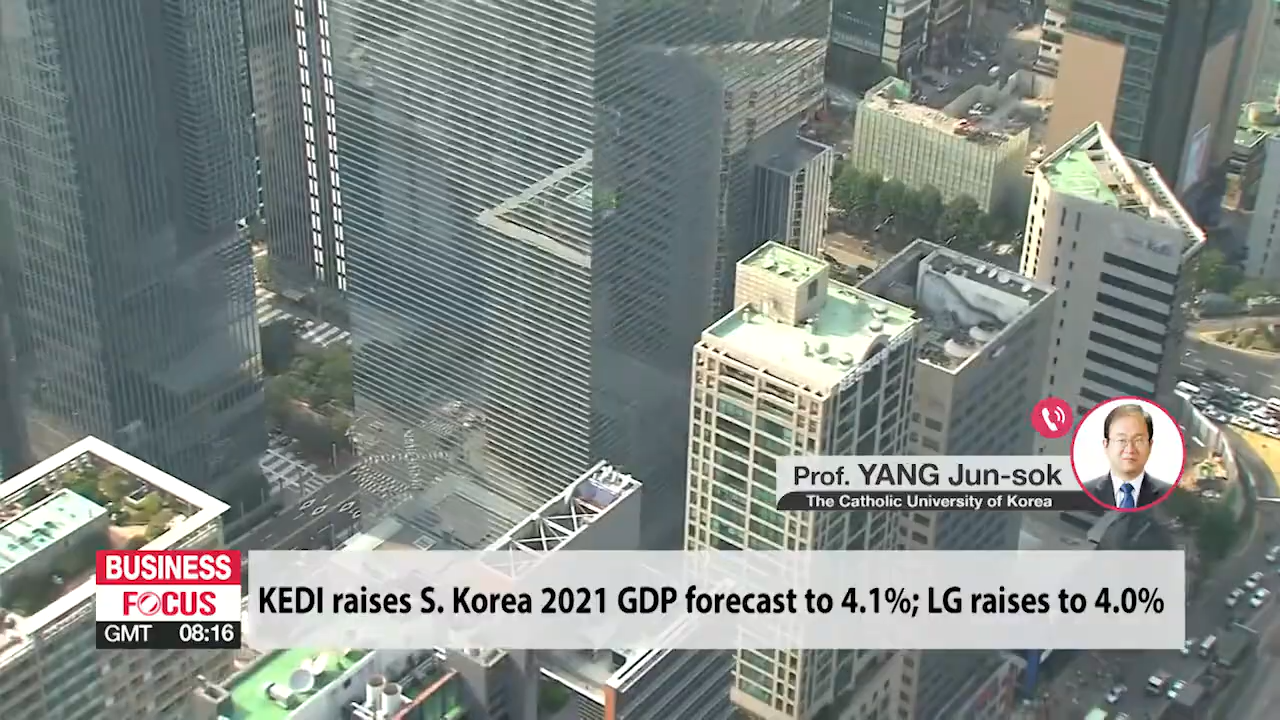 Prof. YANG Jun-sok
The Catholic University of Korea
BUSINESS
FOCUS
GMT 08:16
KEDI raises S. Korea 2021 GDP forecast to 4.1%; LG raises to 4.0%